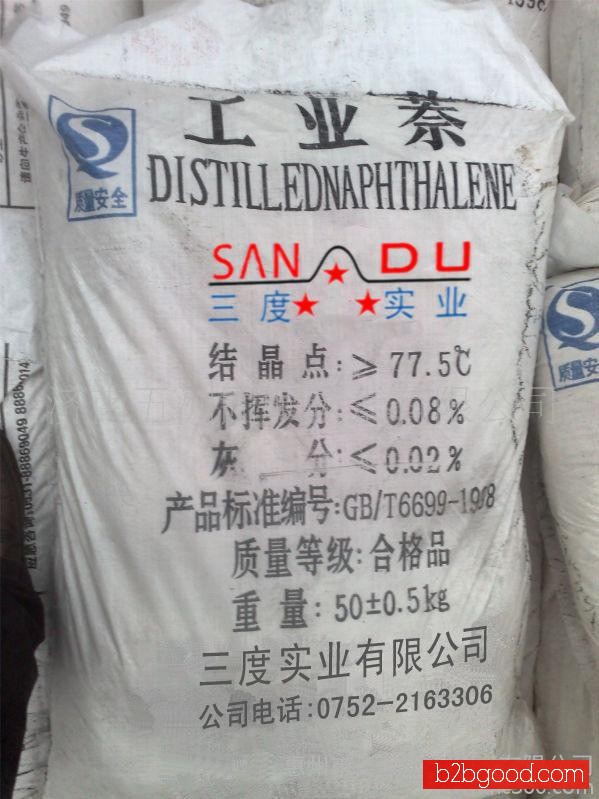 工业萘
质量安全
DISTILLEDNAPHTHALENE
SAN DU
三度 实业
结晶点:≥77.5℃
不挥发分:≤0.08%
灰 分:≤0.02%
产品标准编号:GB/T6699-1998
质量等级:合格品
重量:50±0.5kg
三度实业有限公司
公司电话:0752-2163306
质量安
b2bgood.com